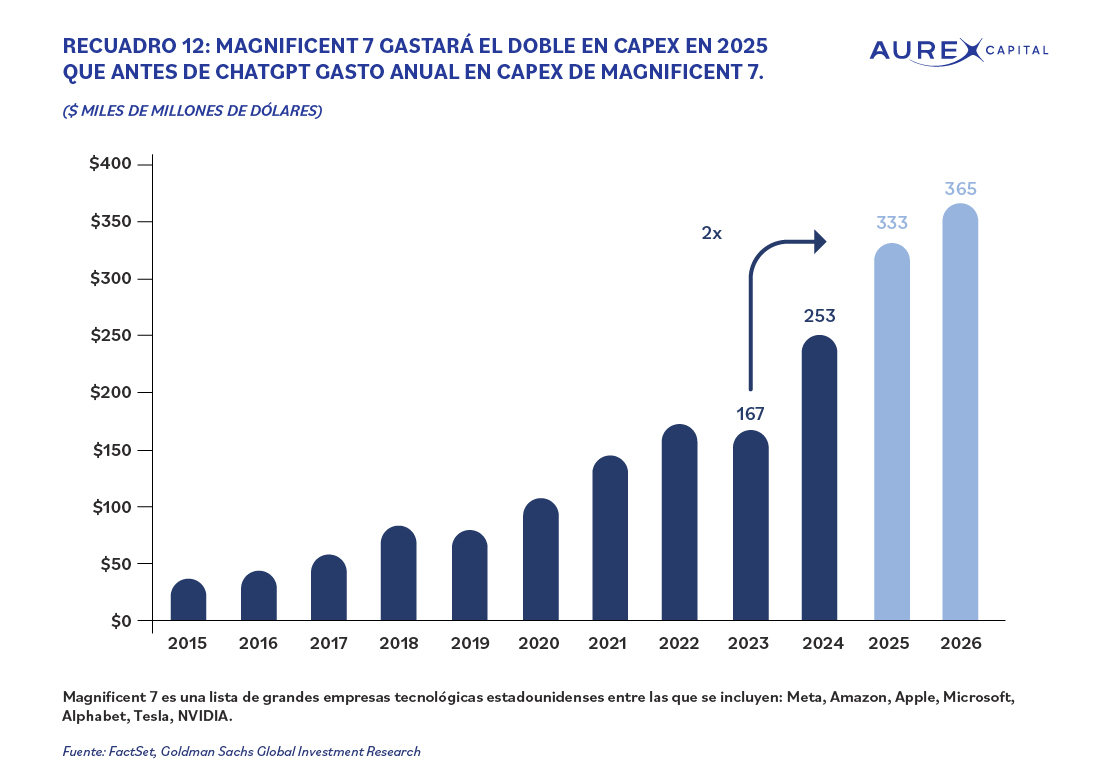 RECUADRO 12: MAGNIFICENT 7 GASTARÁ EL DOBLE EN CAPEX EN 2025
QUE ANTES DE CHATGPT GASTO ANUAL EN CAPEX DE MAGNIFICENT 7.
AUREX CAPITAL
($ MILES DE MILLONES DE DÓLARES)
$400
$350
$300
$250
$200
$150
$100
$50
$0
2x
167
253
333
365
2015 2016 2017 2018 2019 2020 2021 2022 2023 2024 2025 2026
Magnificent 7 es una lista de grandes empresas tecnológicas estadounidenses entre las que se incluyen: Meta, Amazon, Apple, Microsoft,
Alphabet, Tesla, NVIDIA.
Fuente: FactSet, Goldman Sachs Global Investment Research